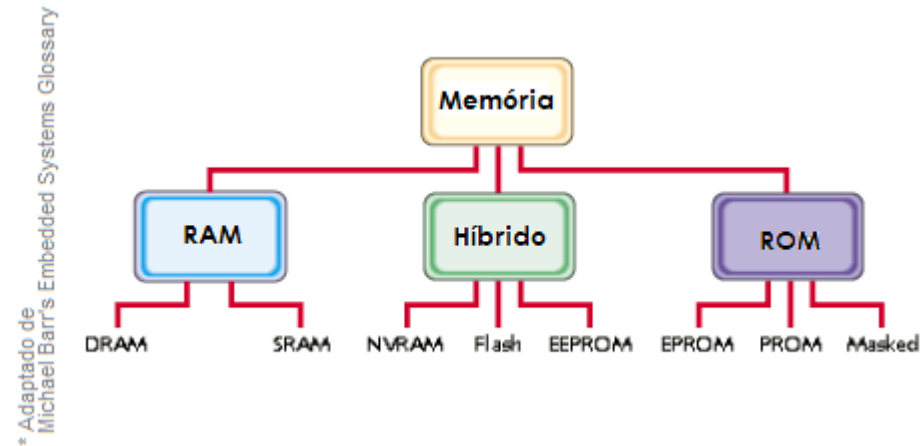 * Adaptado de
Michael Barr's Embedded Systems Glossary
Memória
RAM
Híbrido
ROM
DRAM
SRAM
NVRAM
Flash
EEPROM
EPROM
PROM
Masked